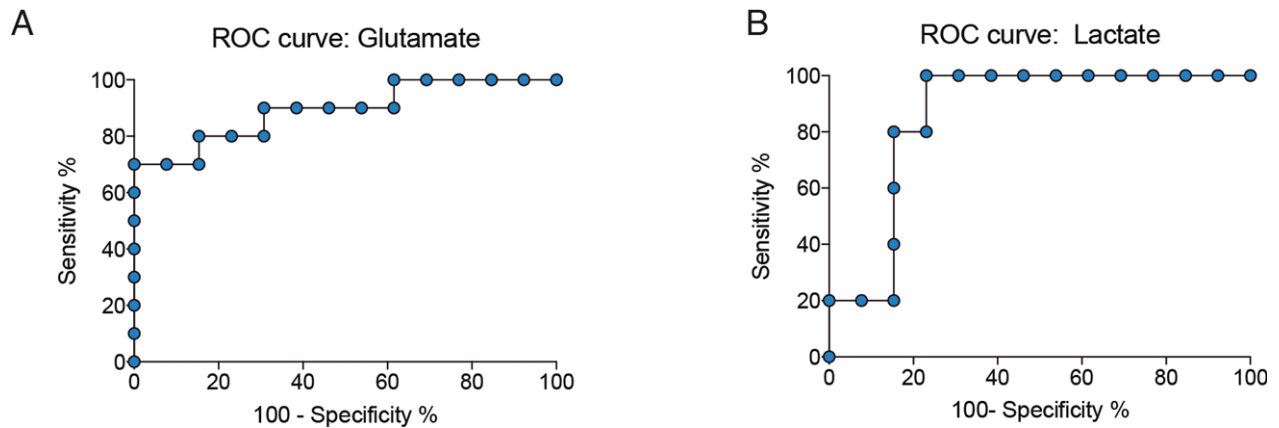 A
ROC curve: Glutamate
100
80
60
40
20
0
Sensitivity %
0 20 40 60 80 100
100 - Specificity %
B
ROC curve: Lactate
100
80
60
40
20
0
Sensitivity %
0 20 40 60 80 100
100- Specificity %